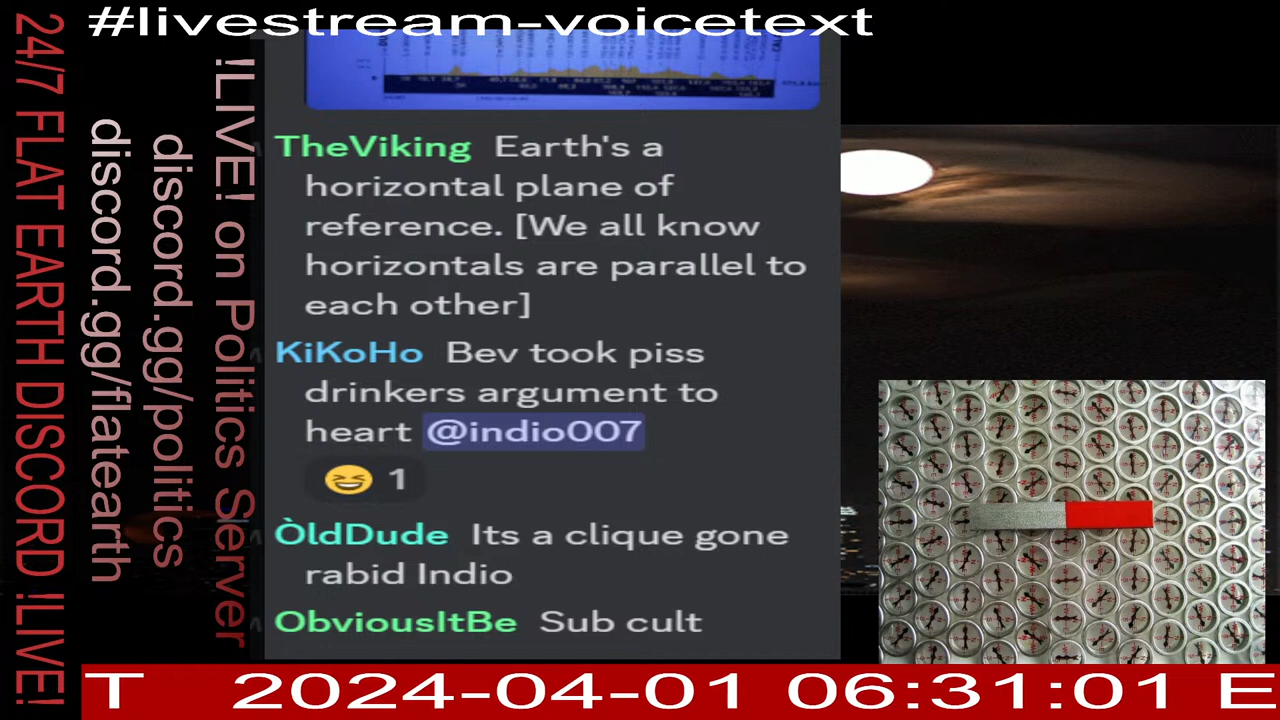 #livestream-voicetext
24/7 FLAT EARTH DISCORD !LIVE!
discord.gg/flatearth
discord.gg/politics
!LIVE! on Politics Server
TheViking Earth's a
horizontal plane of
reference. [We all know
horizontals are parallel to
each other]
KiKoHo Bev took piss
drinkers argument to
heart @indio007
😆 1
ÒldDude Its a clique gone
rabid Indio
ObviousItBe Sub cult
T 2024-04-01 06:31:01 E